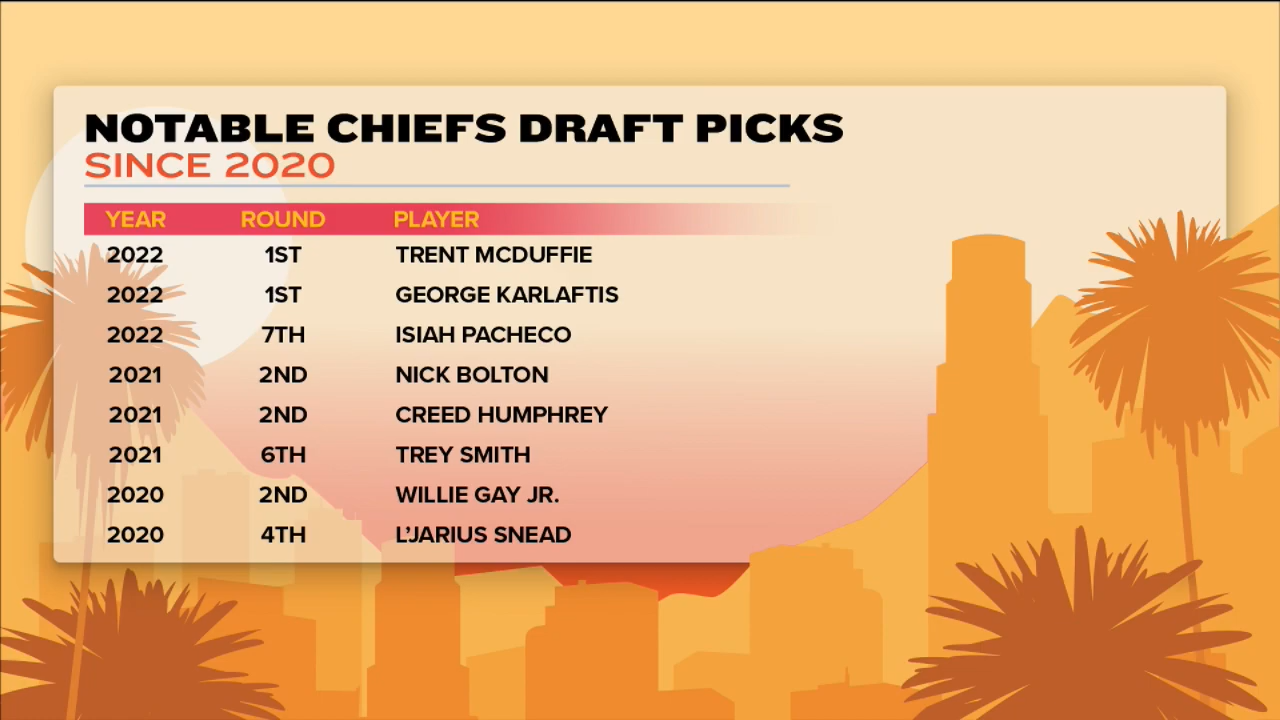 NOTABLE CHIEFS DRAFT PICKS
SINCE 2020
YEAR ROUND PLAYER
2022 1ST TRENT MCDUFFIE
2022 1ST GEORGE KARLAFTIS
2022 7TH ISIAH PACHECO
2021 2ND NICK BOLTON
2021 2ND CREED HUMPHREY
2021 6TH TREY SMITH
2020 2ND WILLIE GAY JR.
2020 4TH L’JARIUS SNEAD